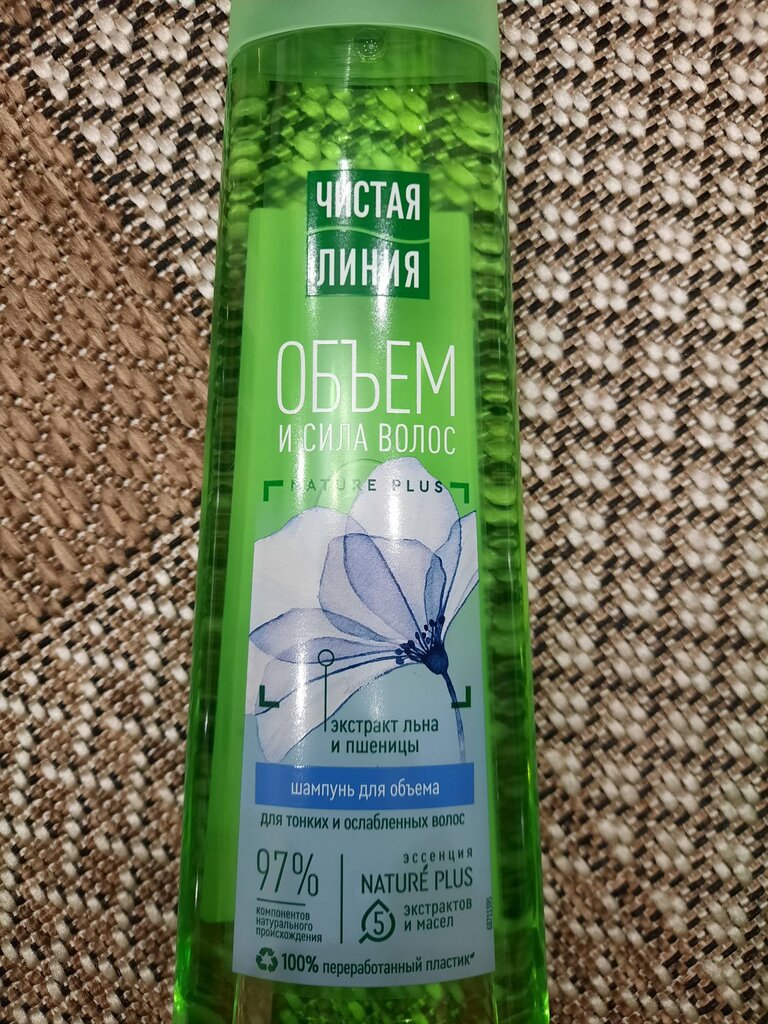 ЧИСТАЯ
ЛИНИЯ
ОБЪЕМ
И СИЛА ВОЛОС
NATURE PLUS
экстракт льна
и пшеницы
шампунь для объема
для тонких и ослабленных волос
97%
компонентов
натурального
происхождения
эссенция
NATURÉ PLUS
5 экстрактов
и масел
100% переработанный пластик